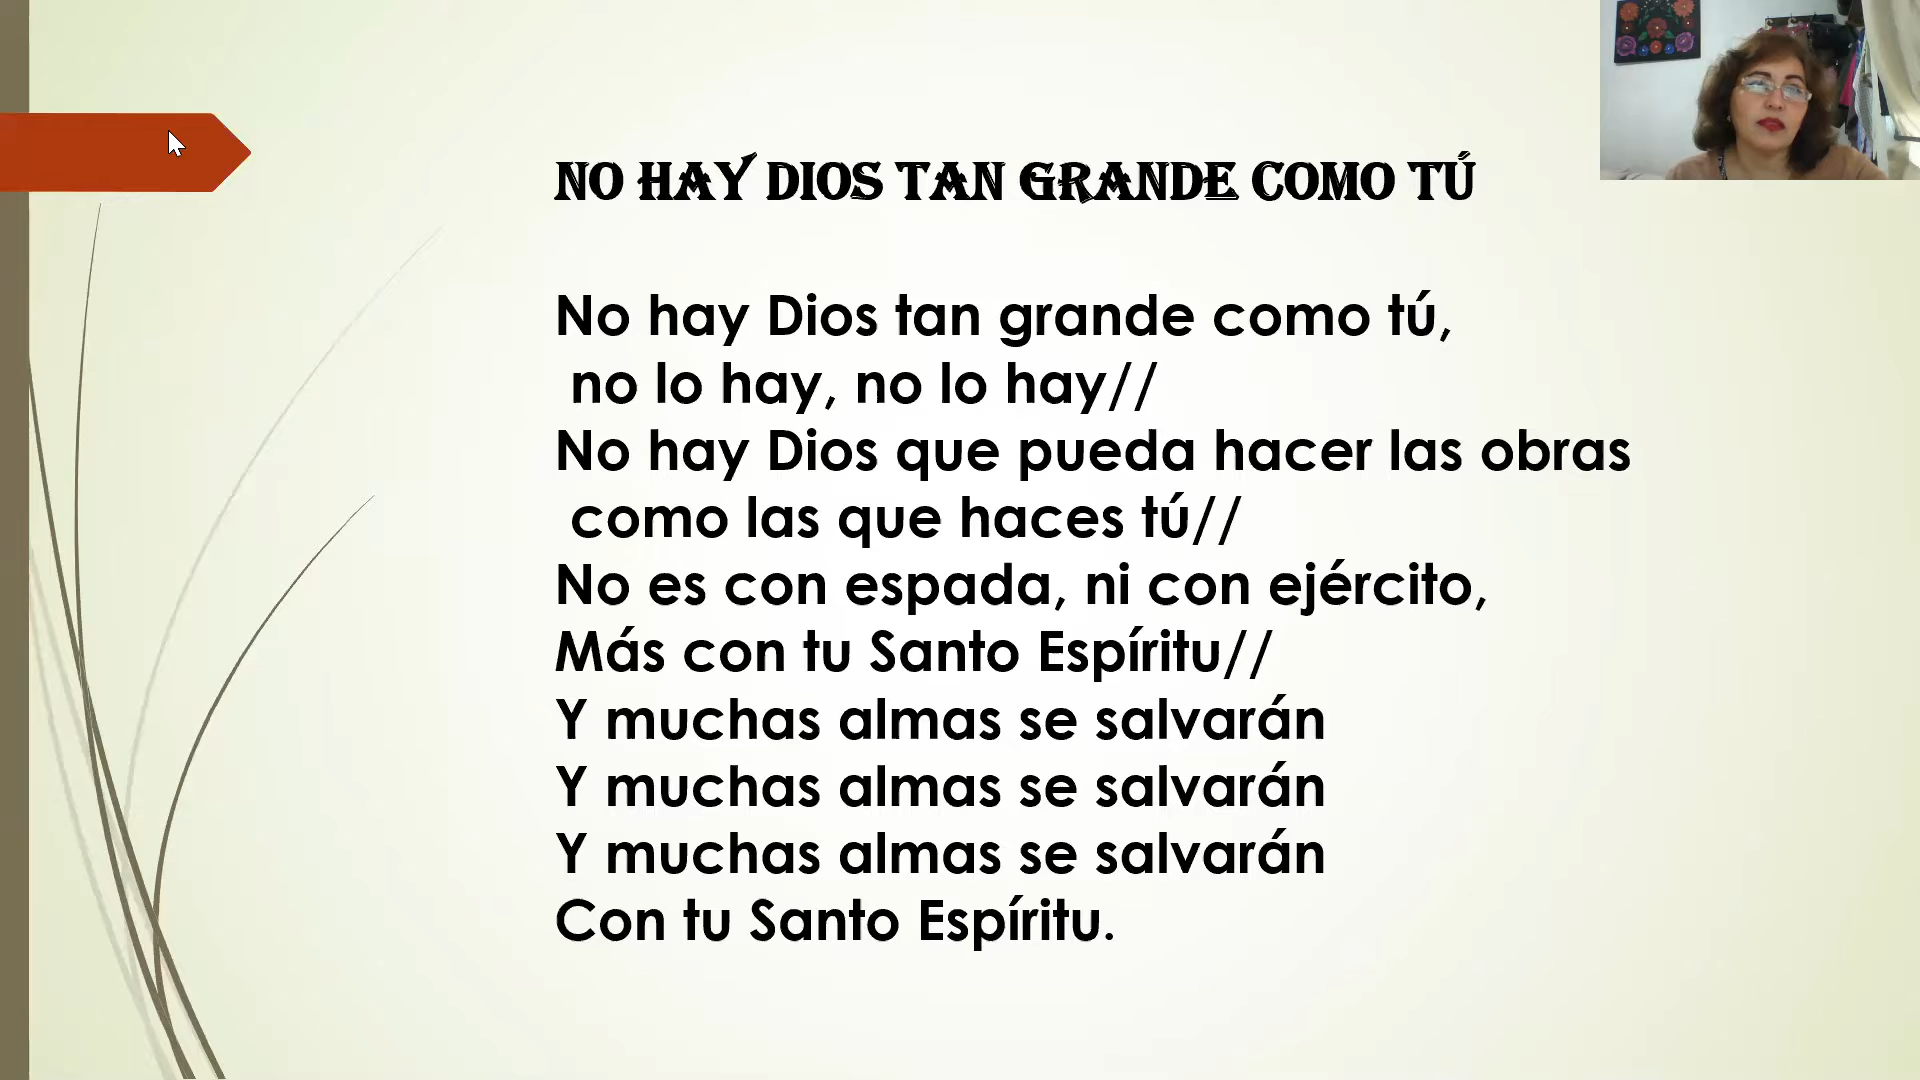 NO HAY DIOS TAN GRANDE COMO TÚ
No hay Dios tan grande como tú,
no lo hay, no lo hay//
No hay Dios que pueda hacer las obras
como las que haces tú//
No es con espada, ni con ejército,
Más con tu Santo Espíritu//
Y muchas almas se salvarán
Y muchas almas se salvarán
Y muchas almas se salvarán
Con tu Santo Espíritu.